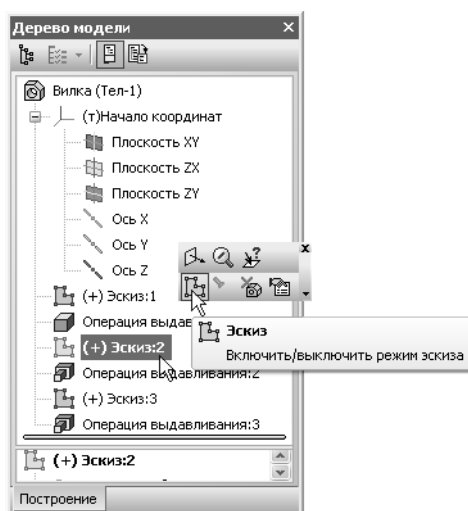 Дерево модели
Вилка (Тел-1)
(т)Начало координат
Плоскость XY
Плоскость ZX
Плоскость ZY
Ось X
Ось Y
Ось Z
(+) Эскиз:1
Операция выдав
(+) Эскиз:2
Эскиз
Включить/выключить режим эскиза
Операция выдавливания:2
(+) Эскиз:3
Операция выдавливания:3
(+) Эскиз:2
Построение